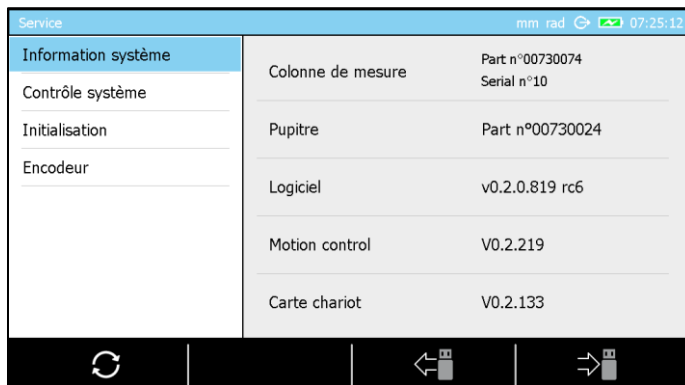 Service
mm rad 07:25:12
Information système
Contrôle système
Initialisation
Encodeur
Colonne de mesure
Part n°00730074
Serial n°10
Pupitre
Part nº00730024
Logiciel
v0.2.0.819 rc6
Motion control
V0.2.219
Carte chariot
V0.2.133